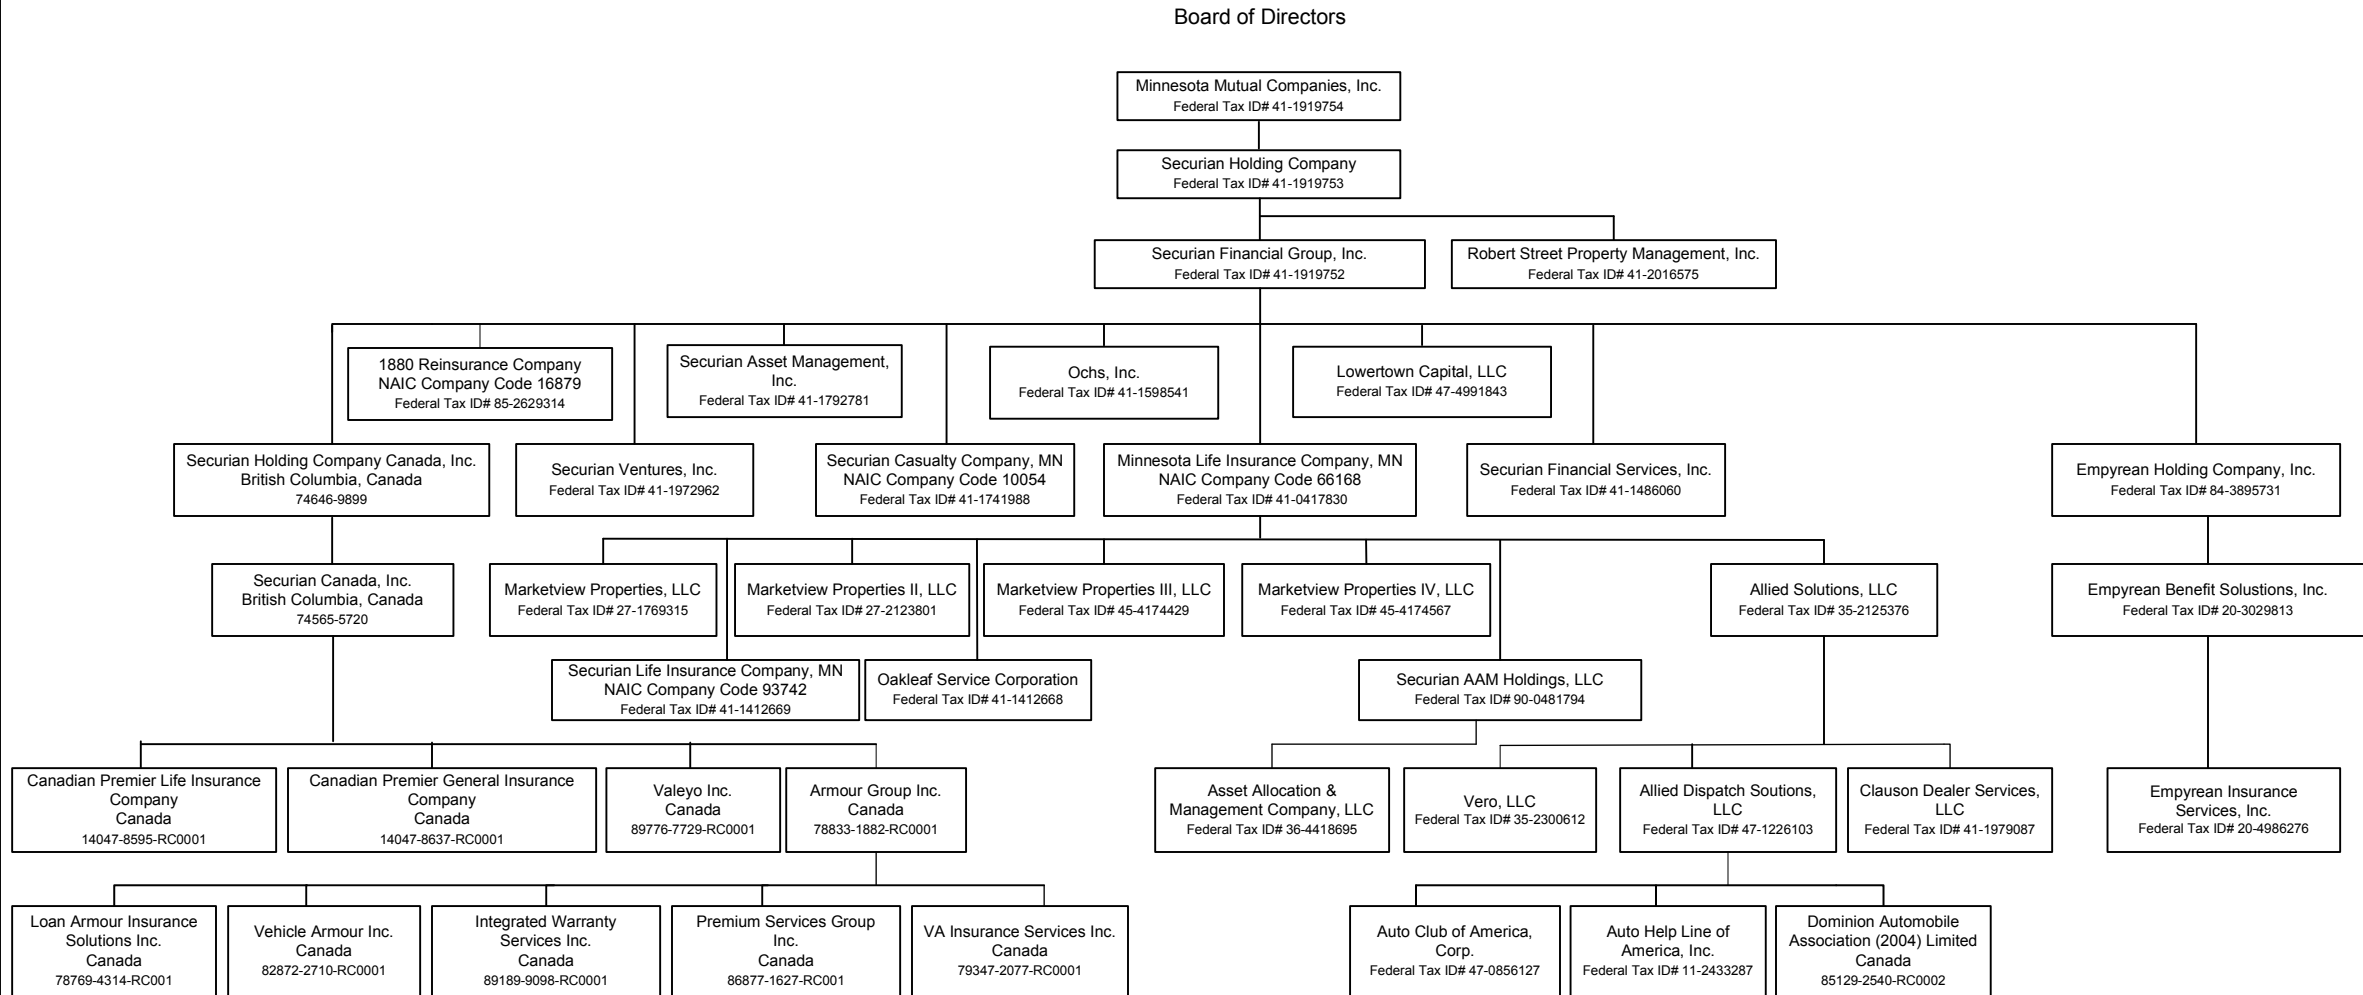 Board of Directors
Minnesota Mutual Companies, Inc.
Federal Tax ID# 41-1919754
Securian Holding Company
Federal Tax ID# 41-1919753
Securian Financial Group, Inc.
Federal Tax ID# 41-1919752
Robert Street Property Management, Inc.
Federal Tax ID# 41-2016575
1880 Reinsurance Company
NAIC Company Code 16879
Federal Tax ID# 85-2629314
Securian Asset Management,
Inc.
Federal Tax ID# 41-1792781
Ochs, Inc.
Federal Tax ID# 41-1598541
Lowertown Capital, LLC
Federal Tax ID# 47-4991843
Securian Holding Company Canada, Inc.
British Columbia, Canada
74646-9899
Securian Ventures, Inc.
Federal Tax ID# 41-1972962
Securian Casualty Company, MN
NAIC Company Code 10054
Federal Tax ID# 41-1741988
Minnesota Life Insurance Company, MN
NAIC Company Code 66168
Federal Tax ID# 41-0417830
Securian Financial Services, Inc.
Federal Tax ID# 41-1486060
Empyrean Holding Company, Inc.
Federal Tax ID# 84-3895731
Securian Canada, Inc.
British Columbia, Canada
74565-5720
Marketview Properties, LLC
Federal Tax ID# 27-1769315
Marketview Properties II, LLC
Federal Tax ID# 27-2123801
Marketview Properties III, LLC
Federal Tax ID# 45-4174429
Marketview Properties IV, LLC
Federal Tax ID# 45-4174567
Allied Solutions, LLC
Federal Tax ID# 35-2125376
Empyrean Benefit Solustions, Inc.
Federal Tax ID# 20-3029813
Securian Life Insurance Company, MN
NAIC Company Code 93742
Federal Tax ID# 41-1412669
Oakleaf Service Corporation
Federal Tax ID# 41-1412668
Securian AAM Holdings, LLC
Federal Tax ID# 90-0481794
Canadian Premier Life Insurance
Company
Canada
14047-8595-RC0001
Canadian Premier General Insurance
Company
Canada
14047-8637-RC0001
Valeyo Inc.
Canada
89776-7729-RC0001
Armour Group Inc.
Canada
78833-1882-RC0001
Asset Allocation &
Management Company, LLC
Federal Tax ID# 36-4418695
Vero, LLC
Federal Tax ID# 35-2300612
Allied Dispatch Soutions,
LLC
Federal Tax ID# 47-1226103
Clauson Dealer Services,
LLC
Federal Tax ID# 41-1979087
Empyrean Insurance
Services, Inc.
Federal Tax ID# 20-4986276
Loan Armour Insurance
Solutions Inc.
Canada
78769-4314-RC001
Vehicle Armour Inc.
Canada
82872-2710-RC0001
Integrated Warranty
Services Inc.
Canada
89189-9098-RC0001
Premium Services Group
Inc.
Canada
86877-1627-RC001
VA Insurance Services Inc.
Canada
79347-2077-RC0001
Auto Club of America,
Corp.
Federal Tax ID# 47-0856127
Auto Help Line of
America, Inc.
Federal Tax ID# 11-2433287
Dominion Automobile
Association (2004) Limited
Canada
85129-2540-RC0002